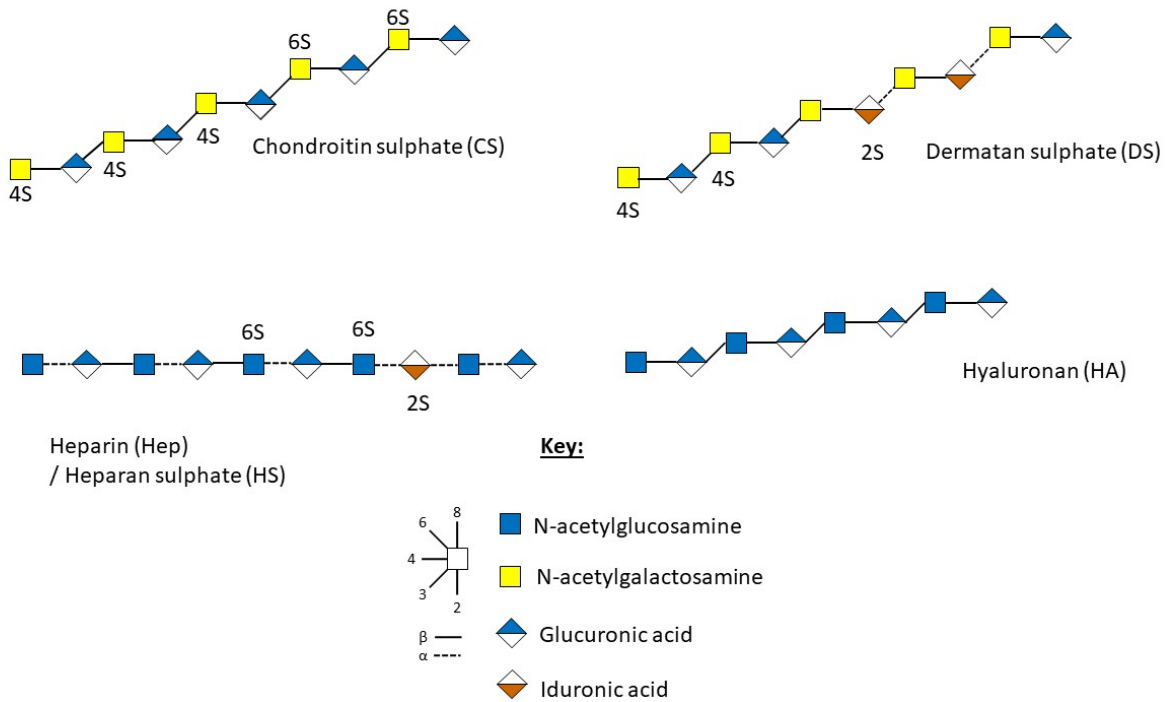 6S
6S
4S
4S
4S
Chondroitin sulphate (CS)
2S
4S
4S
Dermatan sulphate (DS)
6S
6S
2S
Heparin (Hep)
/ Heparan sulphate (HS)
Hyaluronan (HA)
Key:
8
6
4
3
2
β
α
N-acetylglucosamine
N-acetylgalactosamine
Glucuronic acid
Iduronic acid